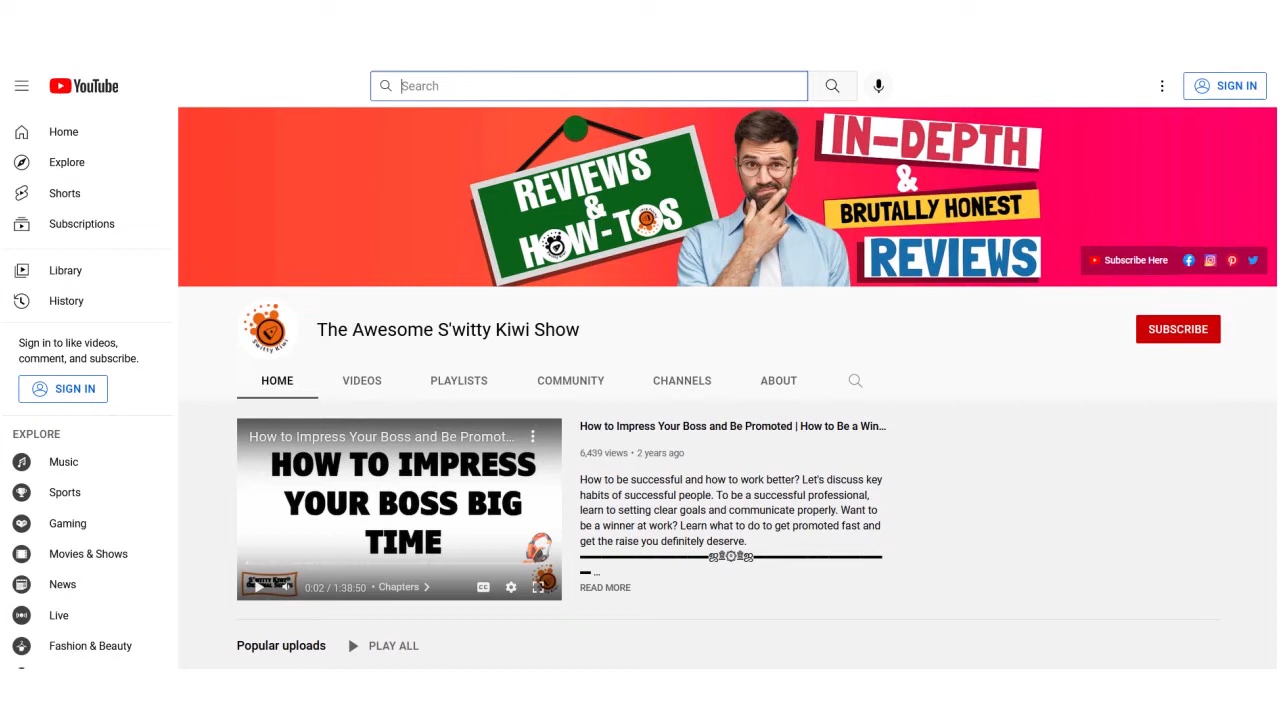 YouTube
Search
SIGN IN
Home
Explore
Shorts
Subscriptions
Library
History
Sign in to like videos,
comment, and subscribe.
SIGN IN
EXPLORE
Music
Sports
Gaming
Movies & Shows
News
Live
Fashion & Beauty
REVIEWS
&
HOW-TOS
IN-DEPTH
&
BRUTALLY HONEST
REVIEWS
Subscribe Here
Switty Kiwi
The Awesome S'witty Kiwi Show
SUBSCRIBE
HOME
VIDEOS
PLAYLISTS
COMMUNITY
CHANNELS
ABOUT
How to Impress Your Boss and Be Promot...
HOW TO IMPRESS
YOUR BOSS BIG
TIME
S'WITTY KIWI
0:02 / 1:38:50 • Chapters
CC
How to Impress Your Boss and Be Promoted | How to Be a Win...
6,439 views • 2 years ago
How to be successful and how to work better? Let's discuss key
habits of successful people. To be a successful professional,
learn to setting clear goals and communicate properly. Want to
be a winner at work? Learn what to do to get promoted fast and
get the raise you definitely deserve.
...
READ MORE
Popular uploads
PLAY ALL